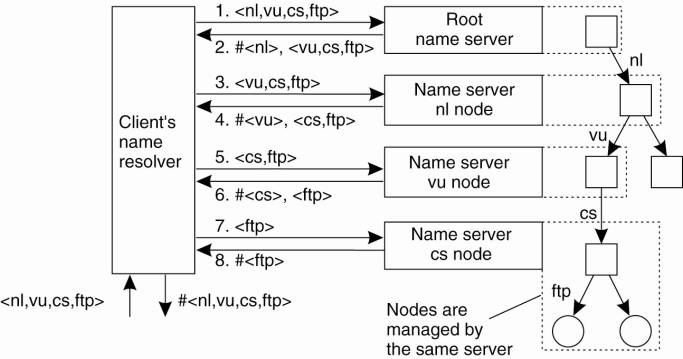 1. <nl,vu,cs,ftp>
2. #<nl>, <vu,cs,ftp>
Root
name server
nl
3. <vu,cs,ftp>
4. #<vu>, <cs,ftp>
Name server
nl node
Client's
name
resolver
vu
5. <cs,ftp>
6. #<cs>, <ftp>
Name server
vu node
cs
7. <ftp>
8. #<ftp>
Name server
cs node
ftp
<nl,vu,cs,ftp>
#<nl,vu,cs,ftp>
Nodes are
managed by
the same server